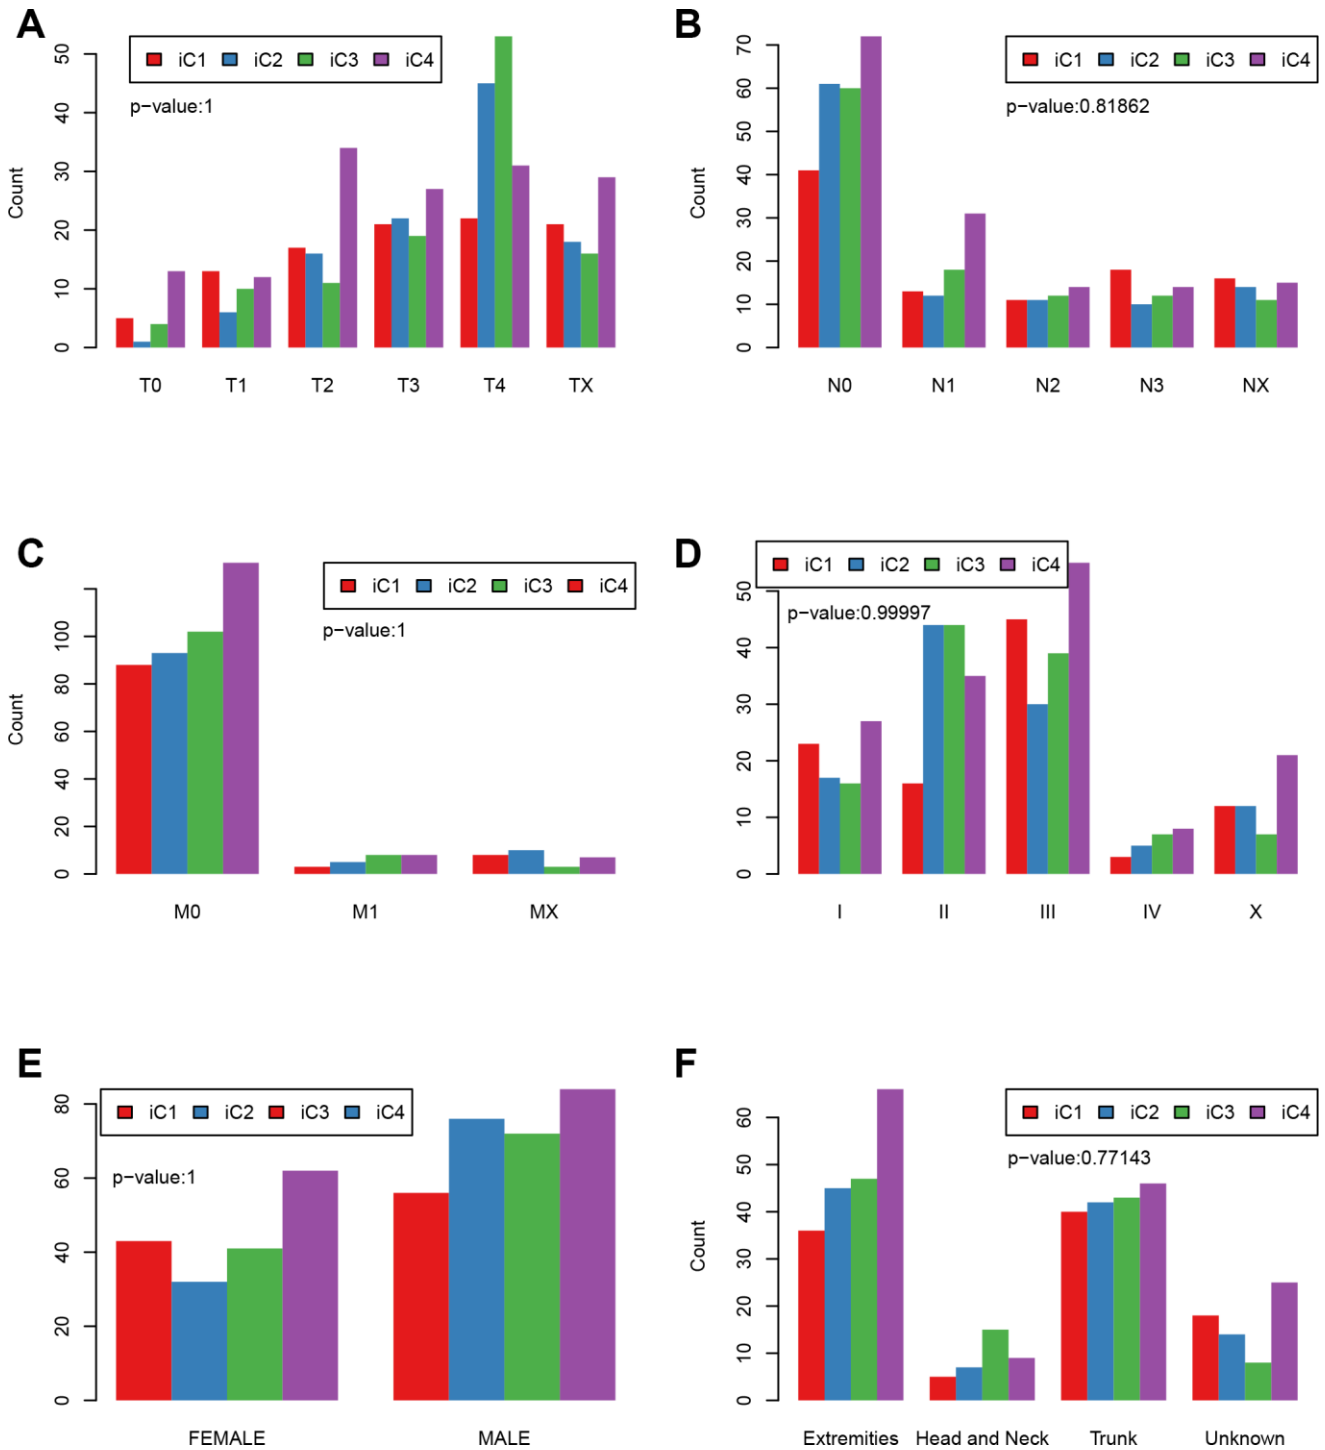 A
iC1 iC2 iC3 iC4
p−value:1
Count
0 10 20 30 40 50
T0 T1 T2 T3 T4 TX
B
iC1 iC2 iC3 iC4
p−value:0.81862
Count
0 10 20 30 40 50 60 70
N0 N1 N2 N3 NX
C
iC1 iC2 iC3 iC4
p−value:1
Count
0 20 40 60 80 100
M0 M1 MX
D
iC1 iC2 iC3 iC4
p−value:0.99997
0 10 20 30 40 50
I II III IV X
E
iC1 iC2 iC3 iC4
p−value:1
0 20 40 60 80
FEMALE MALE
F
iC1 iC2 iC3 iC4
p−value:0.77143
Count
0 10 20 30 40 50 60
Extremities Head and Neck Trunk Unknown